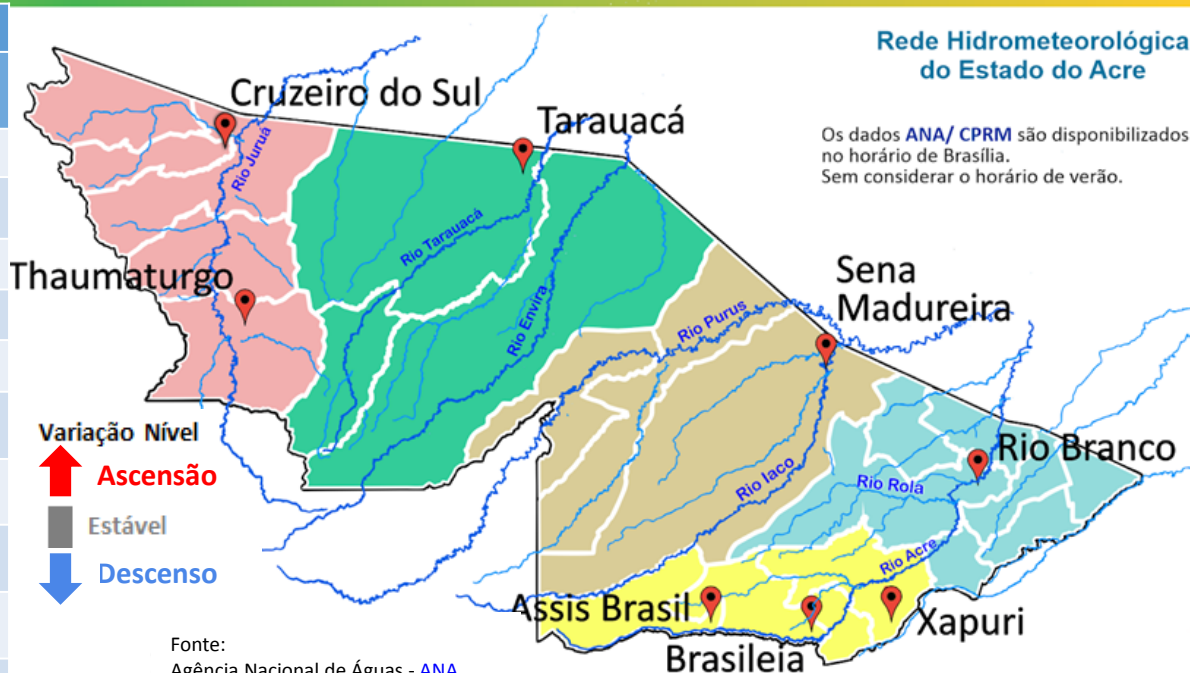 Rede Hidrometeorológica
do Estado do Acre
Os dados ANA/ CPRM são disponibilizados
no horário de Brasília.
Sem considerar o horário de verão.
Cruzeiro do Sul
Tarauacá
Rio Juruá
Rio Tarauacá
Thaumaturgo
Rio Envira
Sena
Madureira
Rio Purus
Variação Nível
Ascensão
Estável
Descenso
Rio Branco
Rio Iaco
Rio Rola
Rio Acre
Assis Brasil
Xapuri
Brasileia
Fonte:
Agência Nacional de Águas - ANA